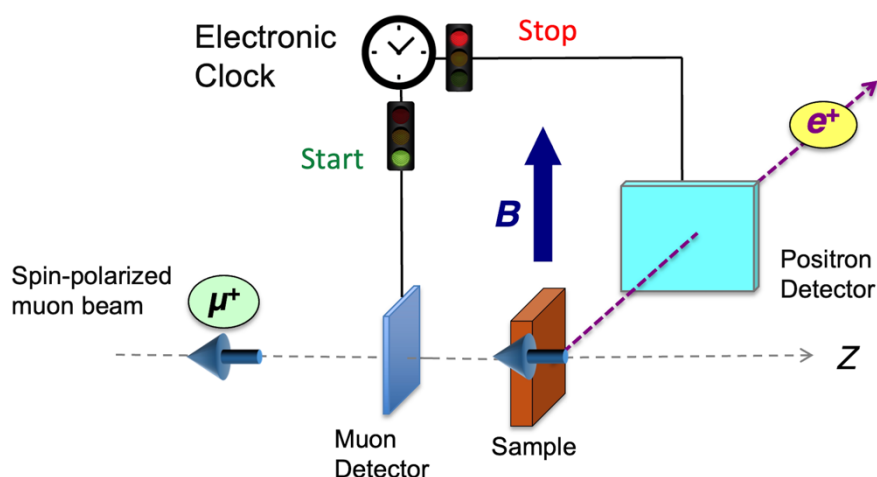 Electronic
Clock
Stop
Start
e+
B
Positron
Detector
Spin-polarized
muon beam
μ+
Z
Muon
Detector
Sample